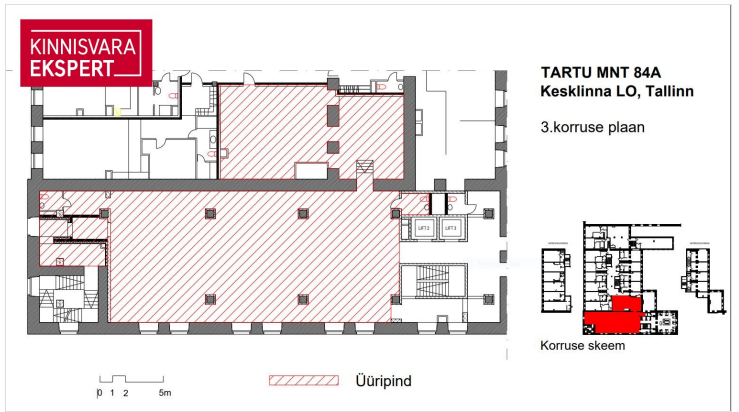 KINNISVARA
EKSPERT
TARTU MNT 84A
Kesklinna LO, Tallinn
3.korruse plaan
LIFT 2
LIFT 1
Korruse skeem
0 1 2 5m
Üüripind